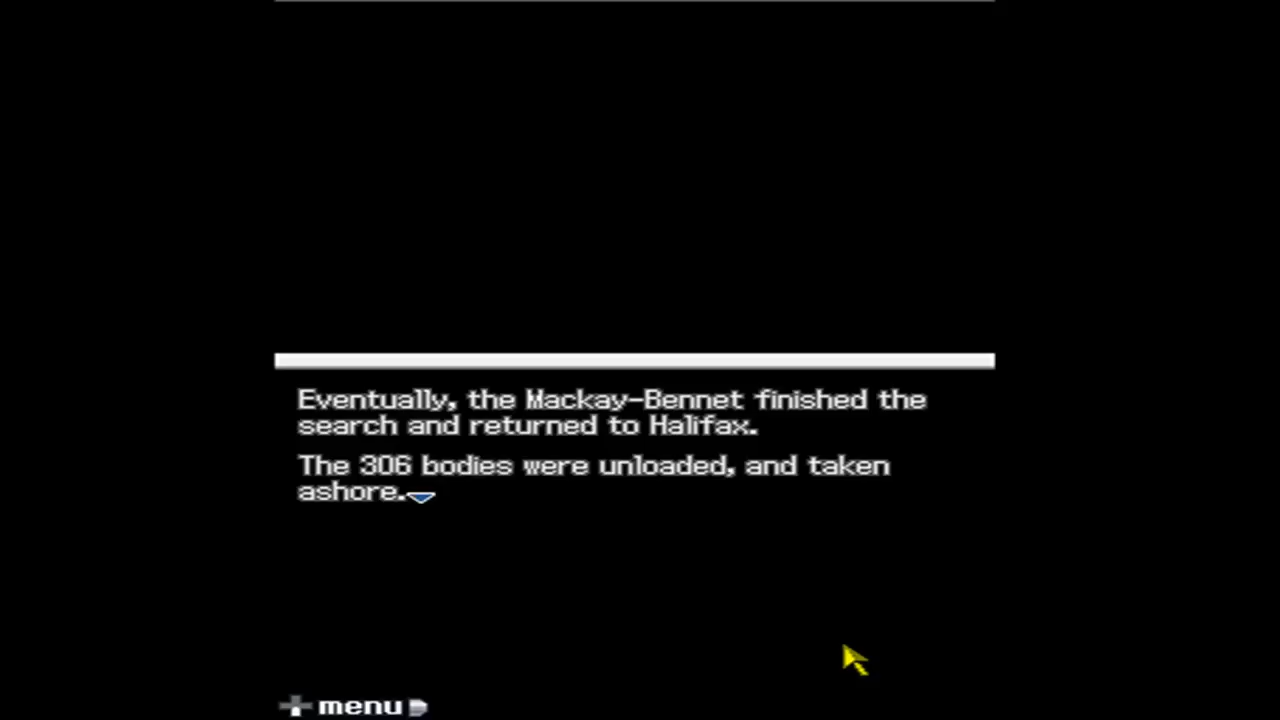 Eventually, the Mackay-Bennet finished the
search and returned to Halifax.
The 306 bodies were unloaded, and taken
ashore.
menu